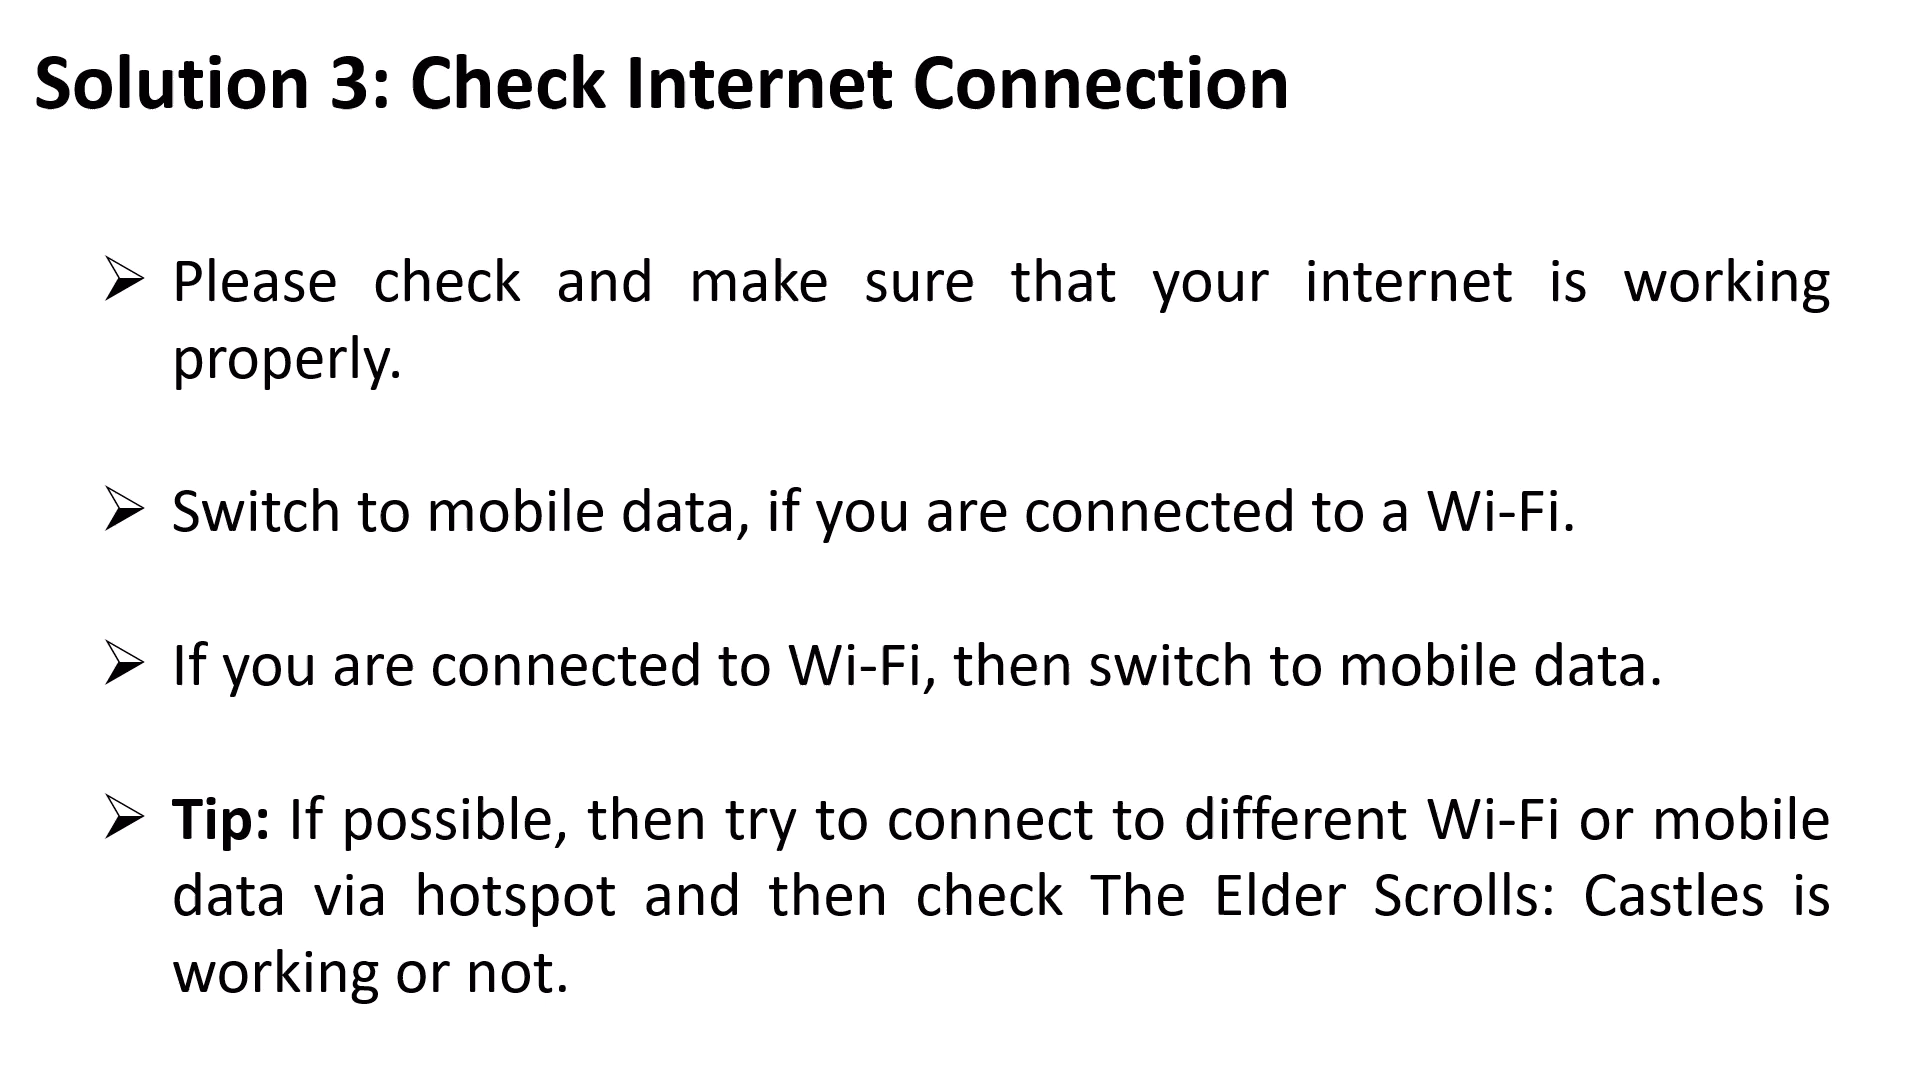 Solution 3: Check Internet Connection
Please check and make sure that your internet is working
properly.
Switch to mobile data, if you are connected to a Wi-Fi.
If you are connected to Wi-Fi, then switch to mobile data.
Tip: If possible, then try to connect to different Wi-Fi or mobile
data via hotspot and then check The Elder Scrolls: Castles is
working or not.